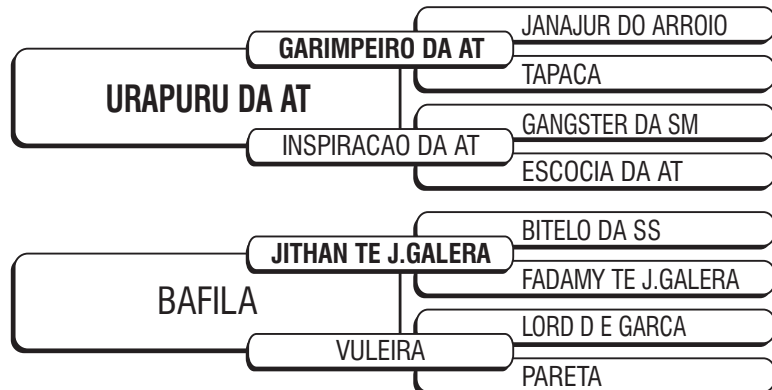 JANAJUR DO ARROIO
GARIMPEIRO DA AT
TAPACA
URAPURU DA AT
GANGSTER DA SM
INSPIRACAO DA AT
ESCOCIA DA AT
BITELO DA SS
JITHAN TE J.GALERA
FADAMY TE J.GALERA
BAFILA
LORD D E GARCA
VULEIRA
PARETA